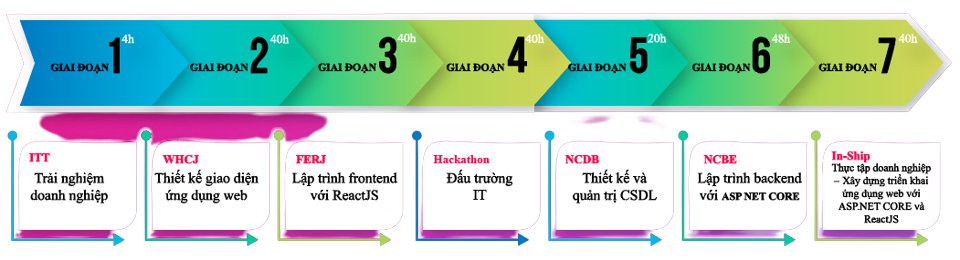 GIAI ĐOẠN 1 4h
GIAI ĐOẠN 2 40h
GIAI ĐOẠN 3 40h
GIAI ĐOẠN 4 40h
GIAI ĐOẠN 5 20h
GIAI ĐOẠN 6 48h
GIAI ĐOẠN 7 40h
ITT
Trải nghiệm
doanh nghiệp
WHCJ
Thiết kế giao diện
ứng dụng web
FERJ
Lập trình frontend
với ReactJS
Hackathon
Đấu trường
IT
NCDB
Thiết kế và
quản trị CSDL
NCBE
Lập trình backend
với ASP NET CORE
In-Ship
Thực tập doanh nghiệp
– Xây dựng triển khai
ứng dụng web với
ASP.NET CORE và
ReactJS